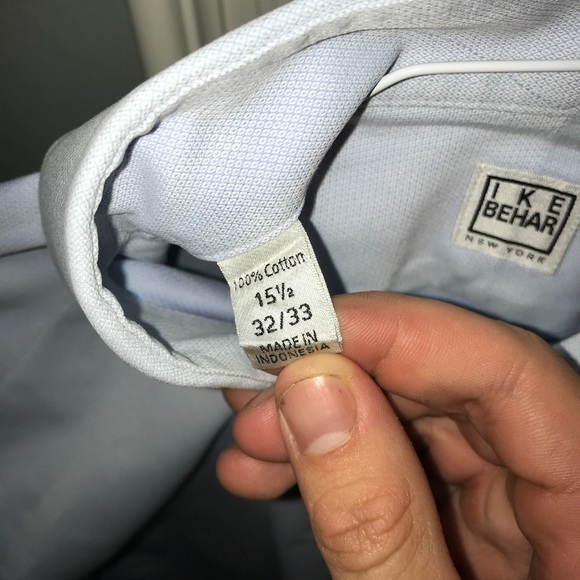 100% Cotton
15½
32/33
MADE IN
INDONESIA
IKE
BEHAR
NEW YORK